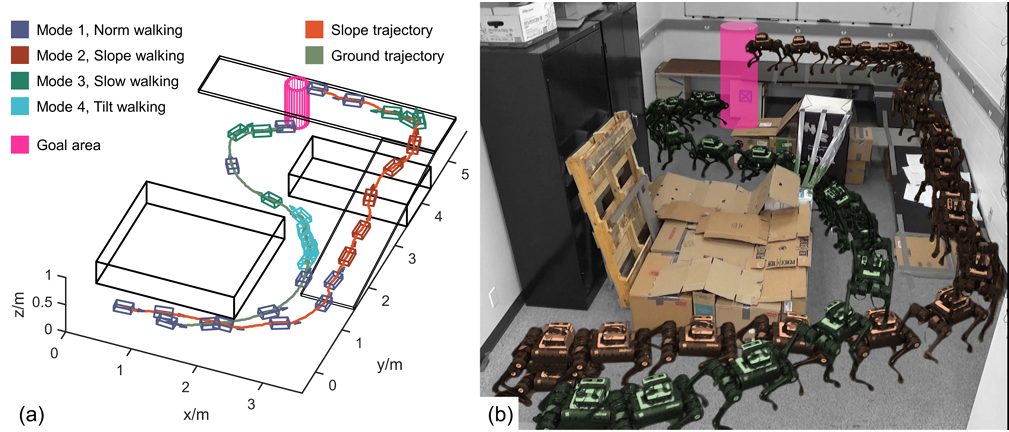 Mode 1, Norm walking
Mode 2, Slope walking
Mode 3, Slow walking
Mode 4, Tilt walking
Goal area
Slope trajectory
Ground trajectory
z/m
1
0.5
0
0
1
2
3
x/m
0
1
2
3
4
5
y/m
(a)
(b)